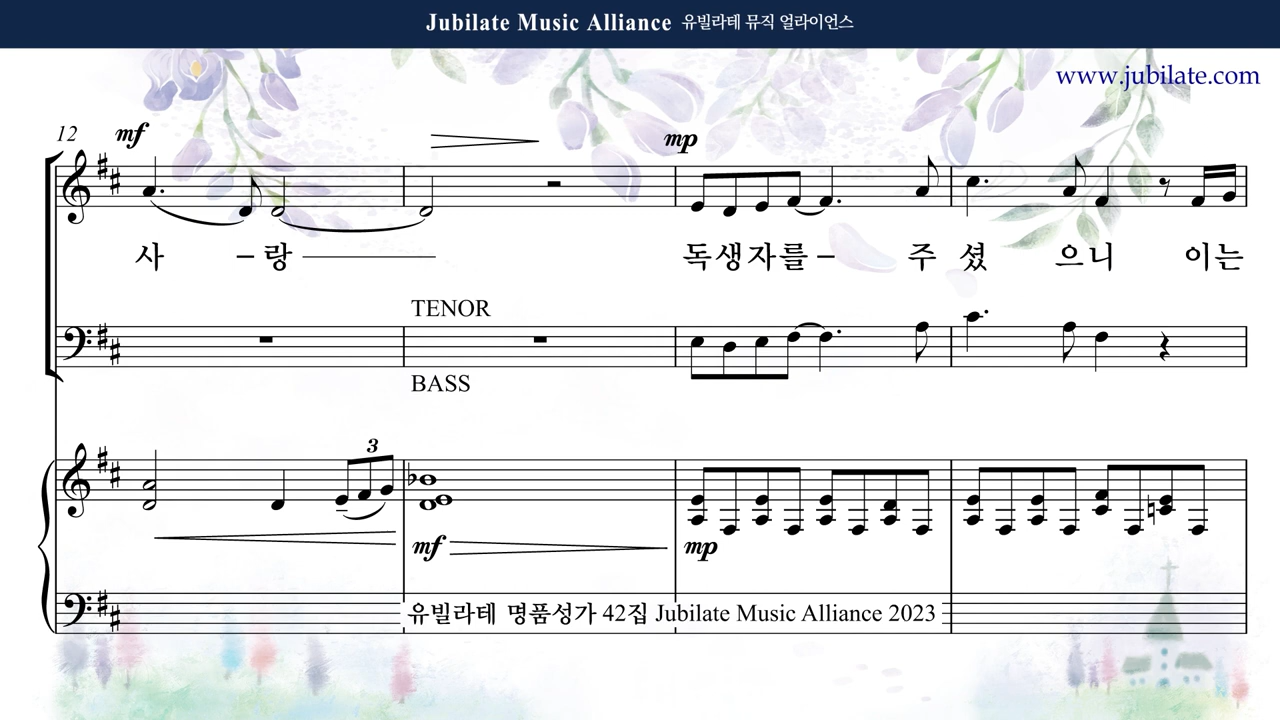 Jubilate Music Alliance 유빌라테 뮤직 얼라이언스
www.jubilate.com
12 mf mp
사 – 랑 독생자를 – 주 셨 으니 이는
TENOR
BASS
3
mf mp
유빌라테 명품성가 42집 Jubilate Music Alliance 2023